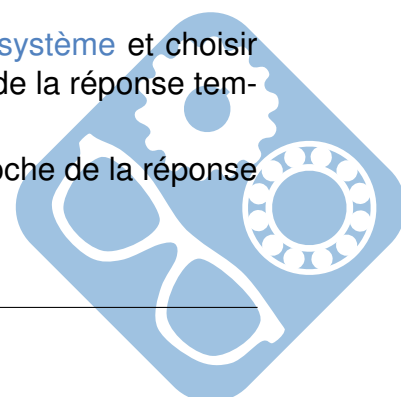 système et choisir
de la réponse tem-
oche de la réponse